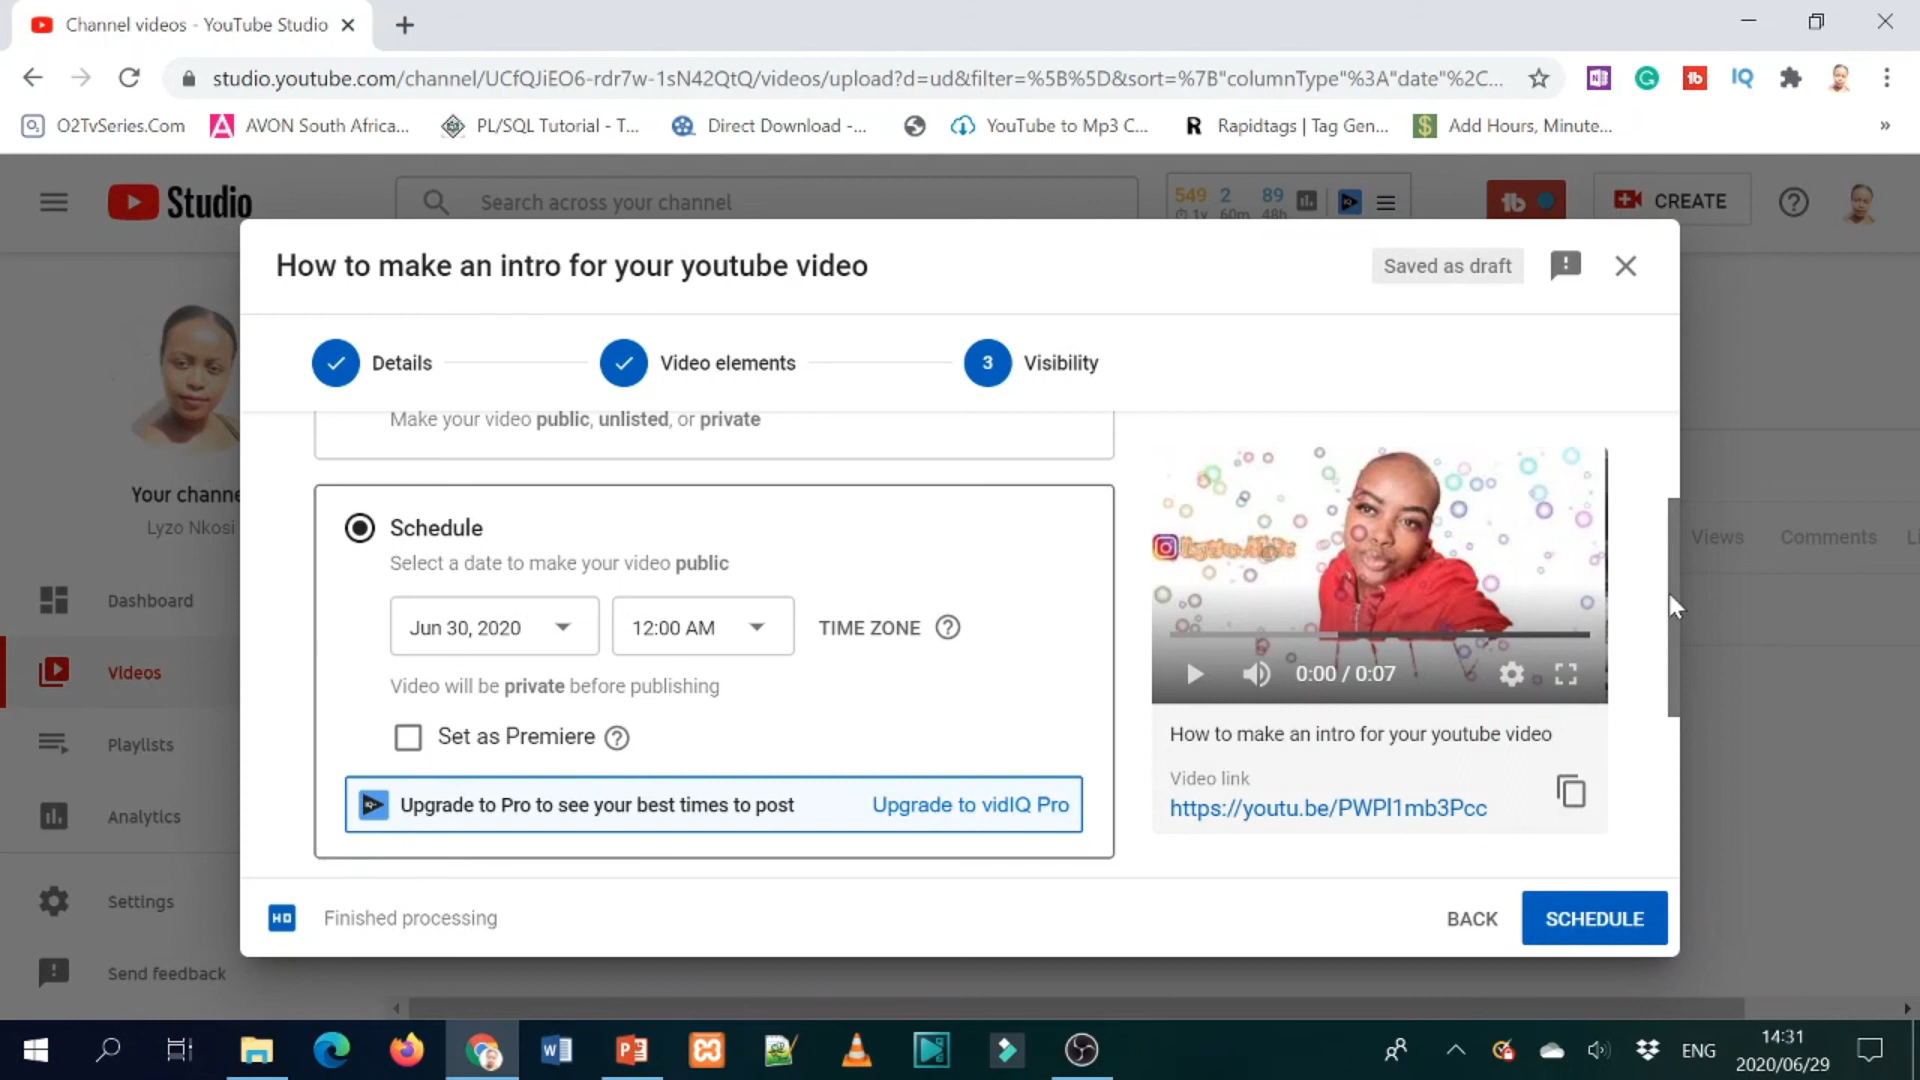 Channel videos - YouTube Studio
studio.youtube.com/channel/UCfQJiEO6-rdr7w-1sN42QtQ/videos/upload?d=ud&filter=%5B%5D&sort=%7B"columnType"%3A"date"%2C...
O2TvSeries.Com
AVON South Africa...
PL/SQL Tutorial - T...
Direct Download -...
YouTube to Mp3 C...
R Rapidtags | Tag Gen...
Add Hours, Minute...
Studio
Search across your channel
549 2 89
1y 60m 48h
CREATE
How to make an intro for your youtube video
Saved as draft
Details
Video elements
3 Visibility
Make your video public, unlisted, or private
Your channe
Lyzo Nkosi
Dashboard
Videos
Playlists
Analytics
Settings
Send feedback
Schedule
Select a date to make your video public
Jun 30, 2020
12:00 AM
TIME ZONE
Video will be private before publishing
Set as Premiere
Upgrade to Pro to see your best times to post
Upgrade to vidIQ Pro
0:00 / 0:07
How to make an intro for your youtube video
Video link
https://youtu.be/PWPl1mb3Pcc
Views
Comments
Li
HD Finished processing
BACK
SCHEDULE
ENG
14:31
2020/06/29